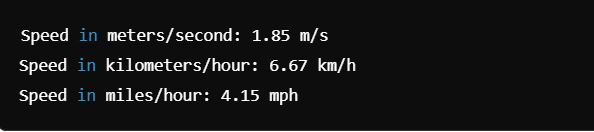 Speed in meters/second: 1.85 m/s
Speed in kilometers/hour: 6.67 km/h
Speed in miles/hour: 4.15 mph